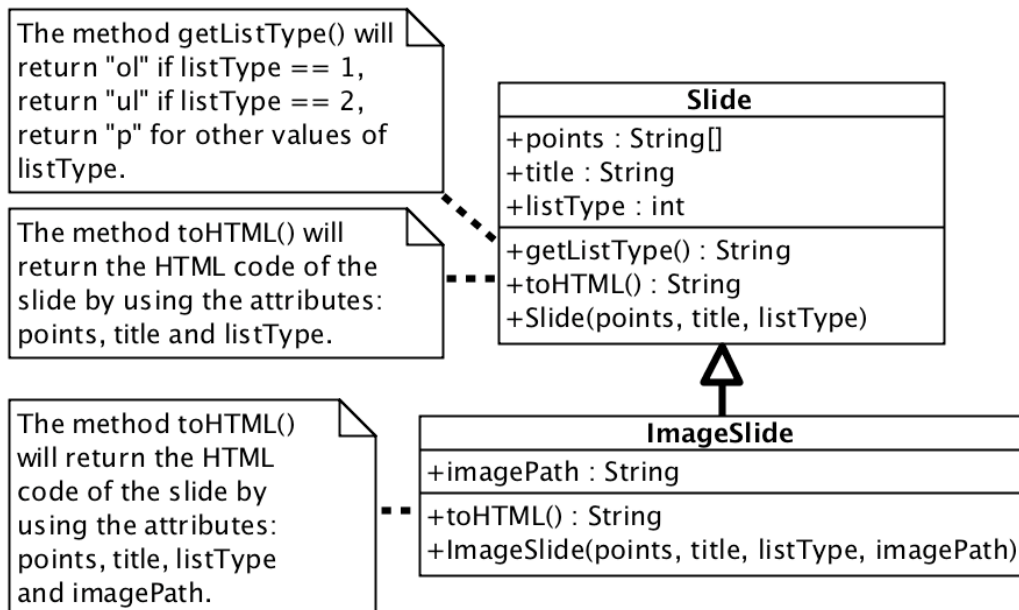 The method getListType() will
return "ol" if listType == 1,
return "ul" if listType == 2,
return "p" for other values of
listType.
The method toHTML() will
return the HTML code of the
slide by using the attributes:
points, title and listType.
Slide
+points : String[]
+title : String
+listType : int
+getListType() : String
+toHTML() : String
+Slide(points, title, listType)
The method toHTML()
will return the HTML
code of the slide by
using the attributes:
points, title, listType
and imagePath.
ImageSlide
+imagePath : String
+toHTML() : String
+ImageSlide(points, title, listType, imagePath)